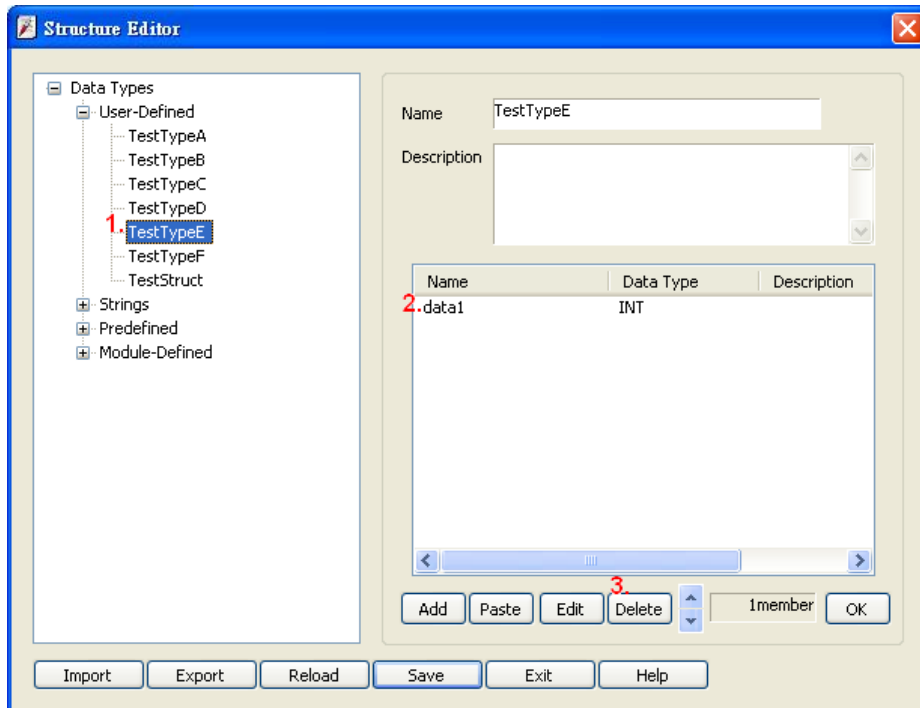 Structure Editor
Data Types
User-Defined
TestTypeA
TestTypeB
TestTypeC
TestTypeD
1. TestTypeE
TestTypeF
TestStruct
Strings
Predefined
Module-Defined
Name TestTypeE
Description
Name Data Type Description
2. data1 INT
3.
Add Paste Edit Delete 1member OK
Import Export Reload Save Exit Help